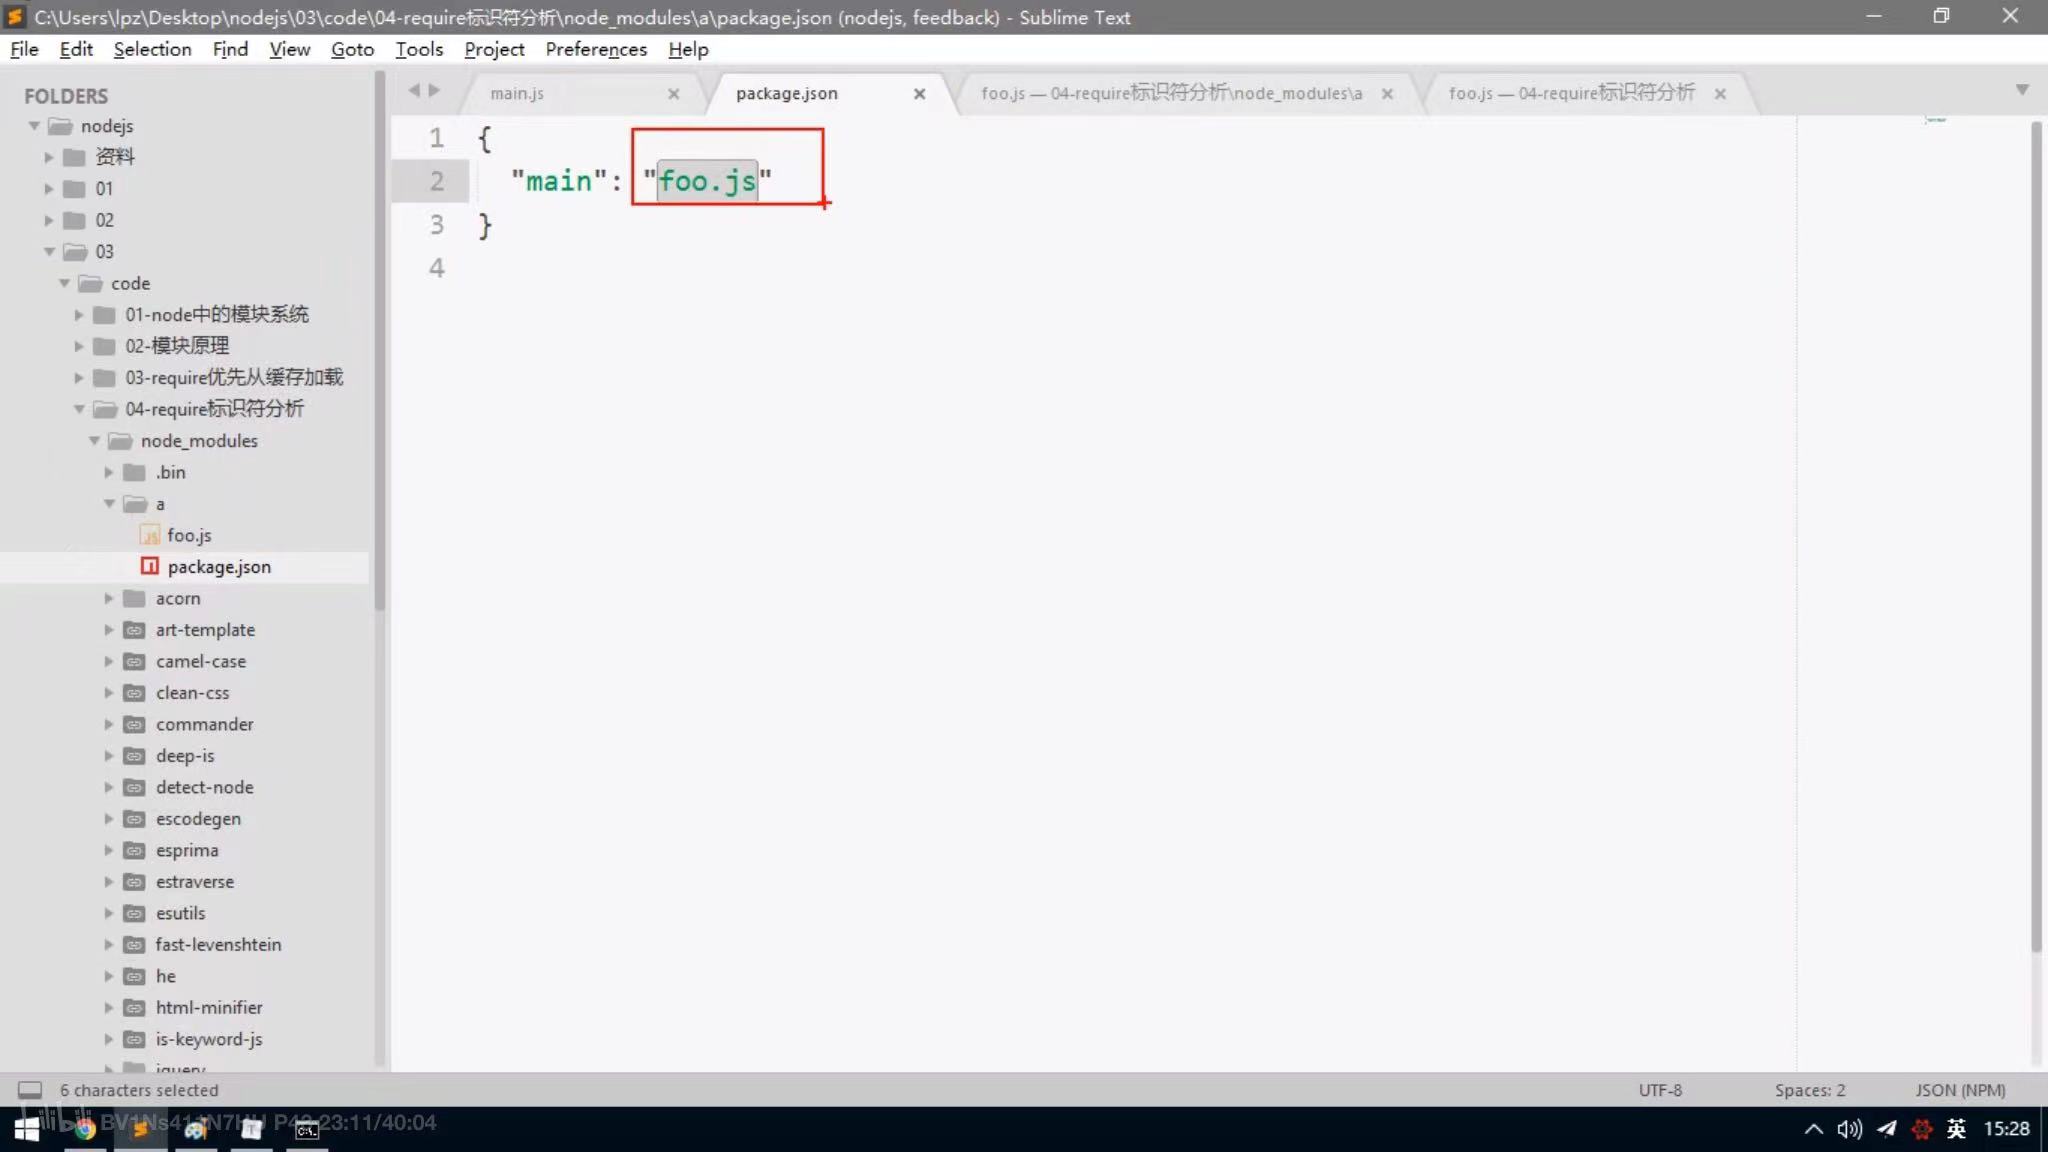 C:\Users\lpz\Desktop\nodejs\03\code\04-require标识符分析\node_modules\a\package.json (nodejs, feedback) - Sublime Text
File Edit Selection Find View Goto Tools Project Preferences Help
main.js package.json foo.js — 04-require标识符分析\node_modules\a foo.js — 04-require标识符分析
FOLDERS
nodejs
资料
01
02
03
code
01-node中的模块系统
02-模块原理
03-require优先从缓存加载
04-require标识符分析
node_modules
.bin
a
foo.js
package.json
acorn
art-template
camel-case
clean-css
commander
deep-is
detect-node
escodegen
esprima
estraverse
esutils
fast-levenshtein
he
html-minifier
is-keyword-js
jquery
1 {
2 "main": "foo.js"
3 }
4
6 characters selected UTF-8 Spaces: 2 JSON (NPM)
P42 23:11/40:04
英 15:28